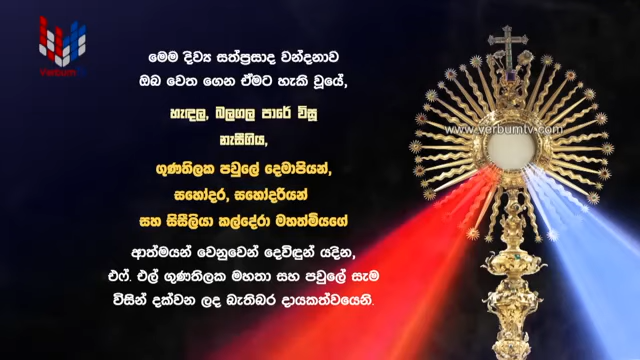 VerbumTV
මෙම දිව්‍ය සත්ප්‍රසාද වන්දනාව
ඔබ වෙත ගෙන ඒමට හැකි වූයේ,
හැඳල, බලගල පාරේ විසූ
නැසීගිය,
ගුණතිලක පවුලේ දෙමාපියන්,
සහෝදර, සහෝදරියන්
සහ සිසිලියා කල්දේරා මහත්මියගේ
ආත්මයන් වෙනුවෙන් දෙවිඳුන් යදින,
එෆ්. එල් ගුණතිලක මහතා සහ පවුලේ සැම
විසින් දක්වන ලද බැතිබර දායකත්වයෙනි.
www.verbumtv.com